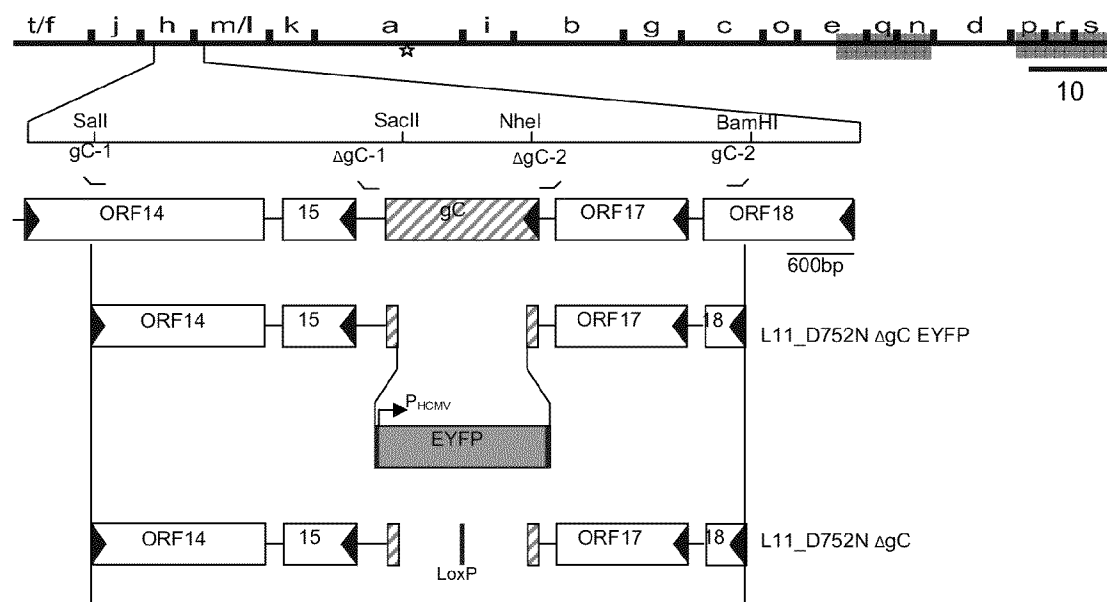 t/f j h m/l k a i b g c o e q n d p r s
10
SalI SacII NheI BamHI
gC-1 ΔgC-1 ΔgC-2 gC-2
ORF14 15 gC ORF17 ORF18
600bp
ORF14 15 ORF17 18 L11_D752N ΔgC EYFP
PHCMV
EYFP
ORF14 15 ORF17 18 L11_D752N ΔgC
LoxP